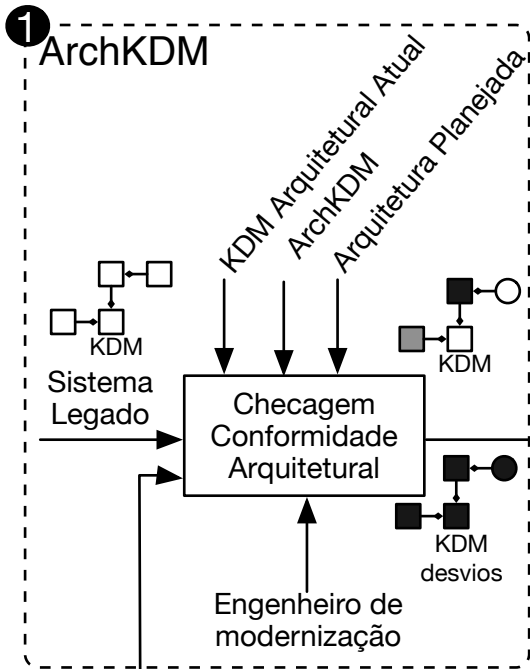 1
ArchKDM
KDM Arquitetural Atual
ArchKDM
Arquitetura Planejada
KDM
KDM
Sistema
Legado
Checagem
Conformidade
Arquitetural
KDM
desvios
Engenheiro de
modernização